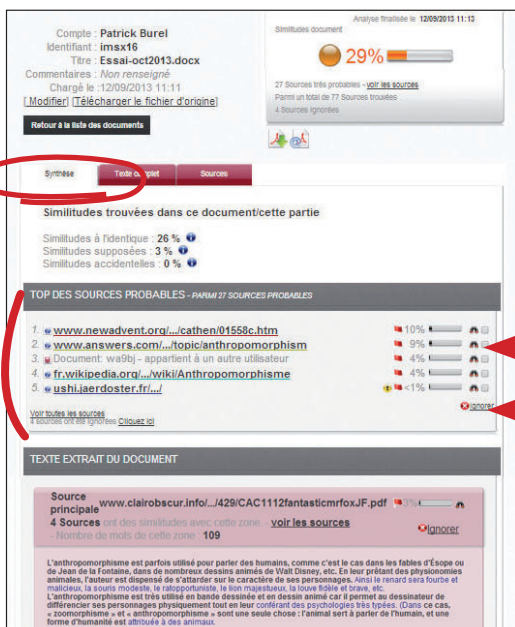 Compte : Patrick Burel
Identifiant : imsx16
Titre : Essai-oct2013.docx
Commentaires : Non renseigné
Chargé le :12/09/2013 11:11
[ Modifier] [Télécharger le fichier d'origine]
Retour à la liste des documents
Analyse finalisée le 12/09/2013 11:13
Similitudes document
29%
27 Sources très probables - voir les sources
Parmi un total de 77 Sources trouvées
4 Sources ignorées
Synthèse
Texte complet
Sources
Similitudes trouvées dans ce document/cette partie
Similitudes à l'identique : 26 %
Similitudes supposées : 3 %
Similitudes accidentelles : 0 %
TOP DES SOURCES PROBABLES - PARMI 27 SOURCES PROBABLES
1. www.newadvent.org/.../cathen/01558c.htm 10%
2. www.answers.com/.../topic/anthropomorphism 9%
3. Document: wa9bj - appartient à un autre utilisateur 4%
4. fr.wikipedia.org/.../wiki/Anthropomorphisme 4%
5. ushi.jaerdoster.fr/.../ <1%
Ignorer
Voir toutes les sources
4 sources ont été ignorées Cliquez ici
TEXTE EXTRAIT DU DOCUMENT
Source principale www.clairobscur.info/.../429/CAC1112fantasticmrfoxJF.pdf
4 Sources ont des similitudes avec cette zone. - voir les sources
- Nombre de mots de cette zone : 109
Ignorer
L'anthropomorphisme est parfois utilisé pour parler des humains, comme c'est le cas dans les fables d'Ésope ou
de Jean de la Fontaine, dans de nombreux dessins animés de Walt Disney, etc. En leur prêtant des physionomies
animales, l'auteur est dispensé de s'attarder sur le caractère de ses personnages. Ainsi le renard sera fourbe et
malicieux, la souris modeste, le ratopportuniste, le lion majestueux, la louve fidèle et brave, etc.
L'anthropomorphisme est très utilisé en bande dessinée et en dessin animé car il permet au dessinateur de
différencier ses personnages physiquement tout en leur conférant des psychologies très typées. (Dans ce cas,
« zoomorphisme » et « anthropomorphisme » sont une seule chose : l'animal sert à parler de l'humain, et une
forme d'humanité est attribuée à des animaux.